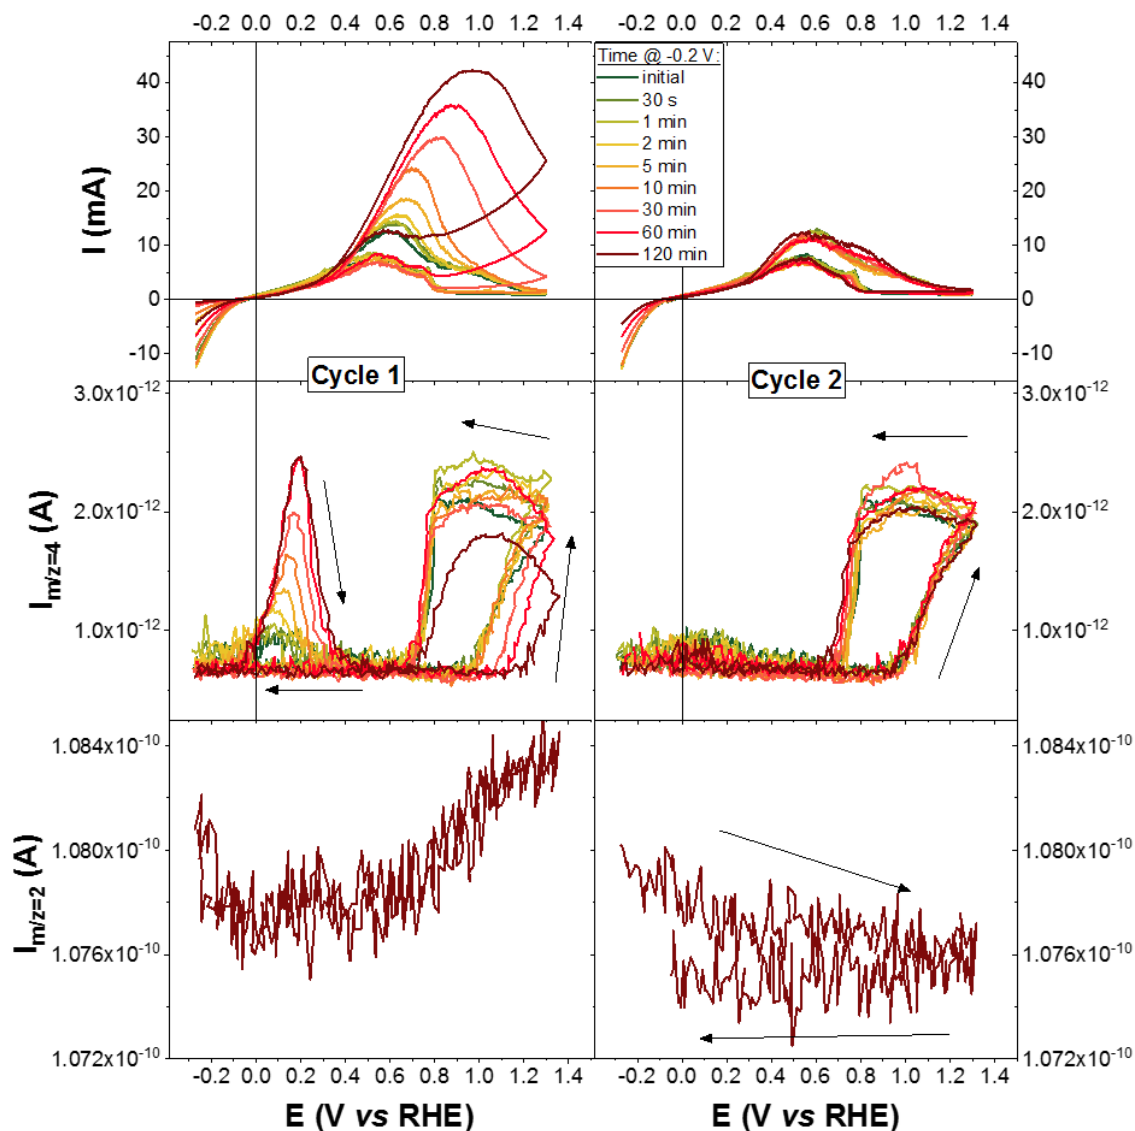 -0.2 0.0 0.2 0.4 0.6 0.8 1.0 1.2 1.4
-0.2 0.0 0.2 0.4 0.6 0.8 1.0 1.2 1.4
I (mA)
40
30
20
10
0
-10
Time @ -0.2 V:
initial
30 s
1 min
2 min
5 min
10 min
30 min
60 min
120 min
40
30
20
10
0
-10
Cycle 1
Cycle 2
I_{m/z=4} (A)
3.0x10^{-12}
2.0x10^{-12}
1.0x10^{-12}
3.0x10^{-12}
2.0x10^{-12}
1.0x10^{-12}
I_{m/z=2} (A)
1.084x10^{-10}
1.080x10^{-10}
1.076x10^{-10}
1.072x10^{-10}
1.084x10^{-10}
1.080x10^{-10}
1.076x10^{-10}
1.072x10^{-10}
-0.2 0.0 0.2 0.4 0.6 0.8 1.0 1.2 1.4
-0.2 0.0 0.2 0.4 0.6 0.8 1.0 1.2 1.4
E (V vs RHE)
E (V vs RHE)